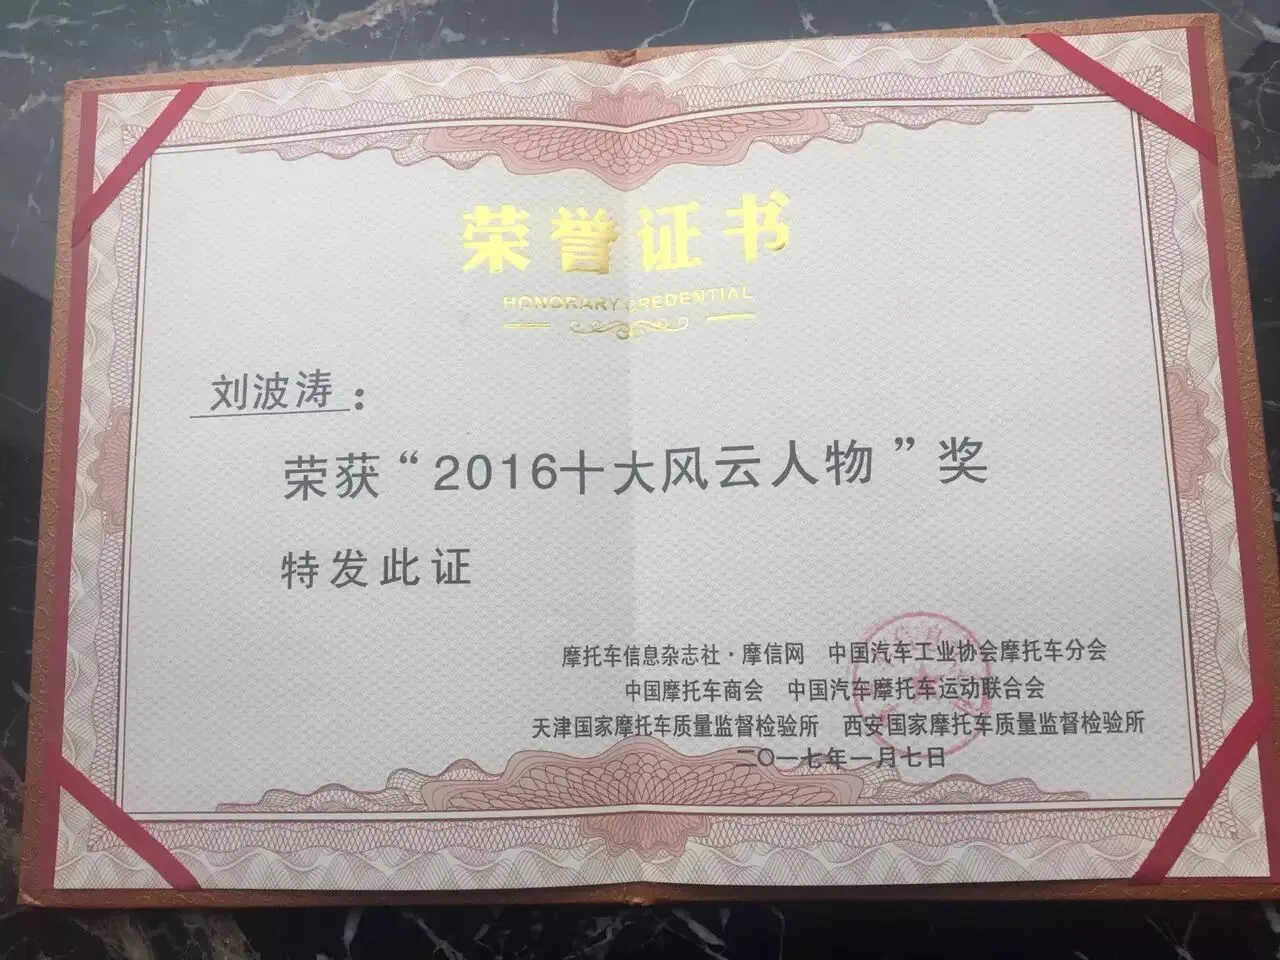 荣誉证书
HONORARY CREDENTIAL
刘波涛：
荣获“2016十大风云人物”奖
特发此证
摩托车信息杂志社·摩信网 中国汽车工业协会摩托车分会
中国摩托车商会 中国汽车摩托车运动联合会
天津国家摩托车质量监督检验所 西安国家摩托车质量监督检验所
二〇一七年一月七日